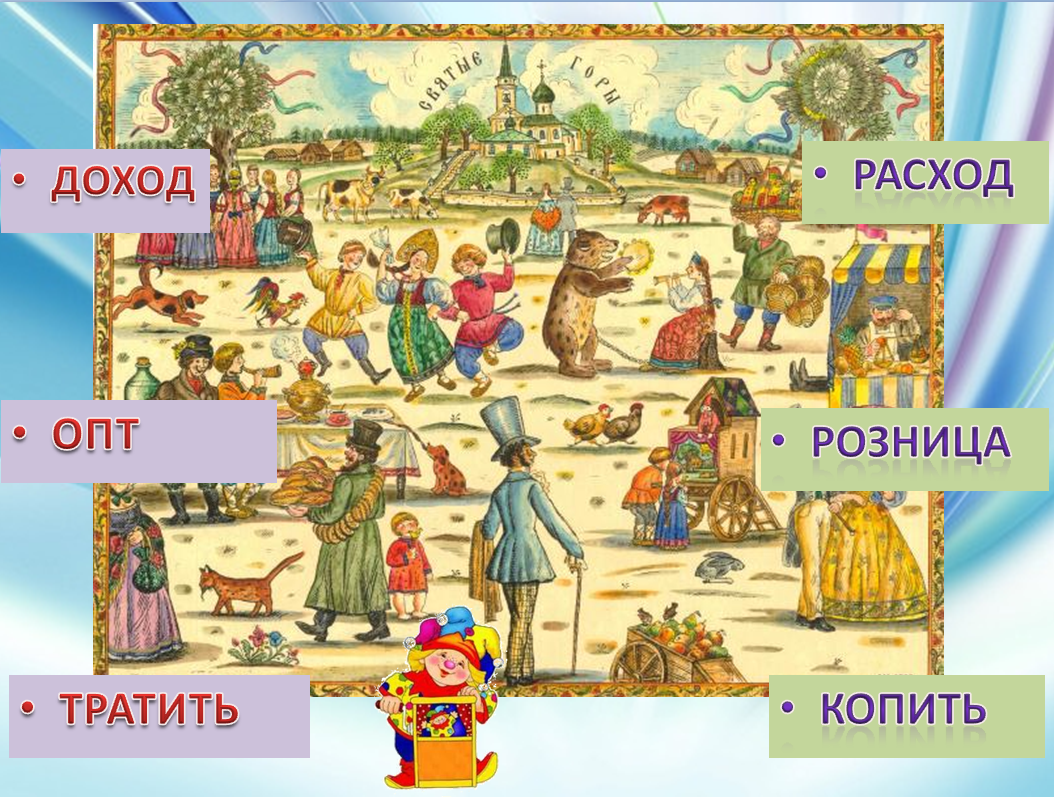 СВЯТЫЕ ГОРЫ
• ДОХОД
• РАСХОД
• ОПТ
• РОЗНИЦА
• ТРАТИТЬ
• КОПИТЬ